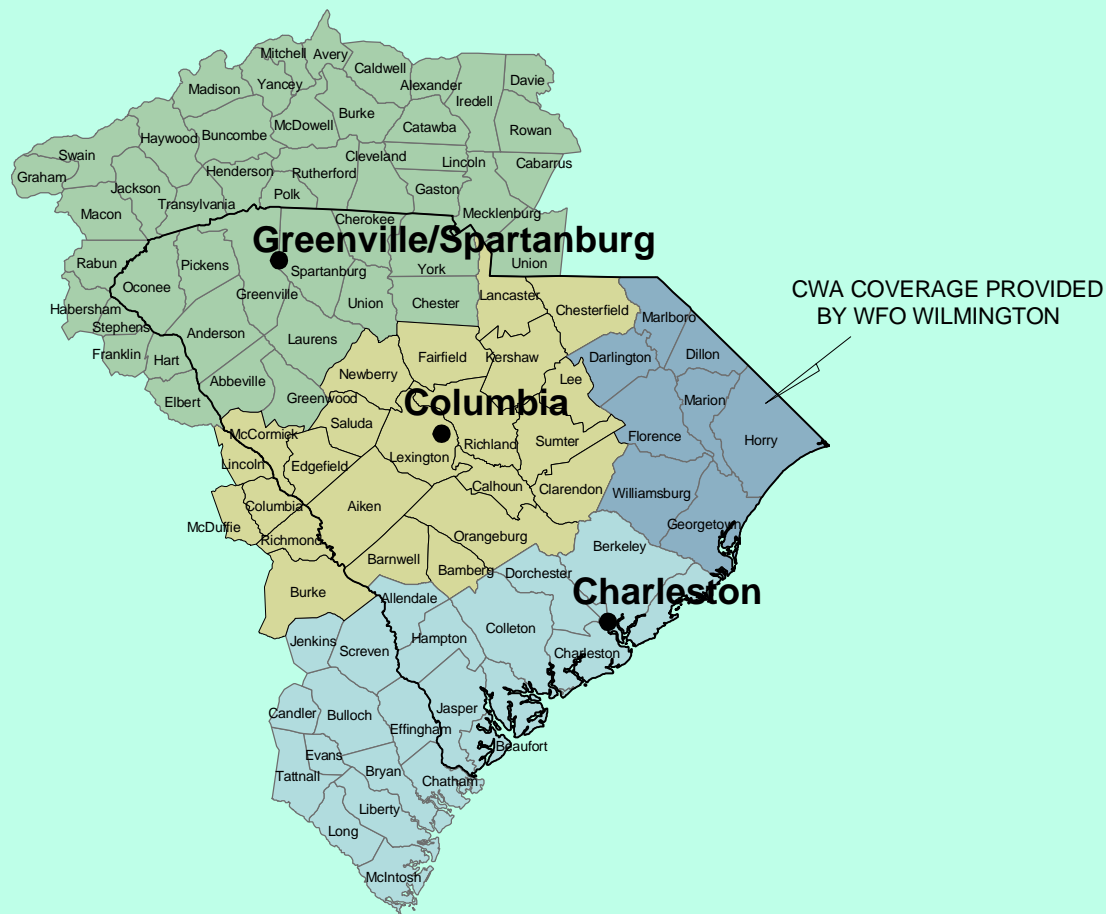 Mitchell
Avery
Caldwell
Alexander
Davie
Madison
Yancey
Iredell
Burke
Haywood
Buncombe
McDowell
Catawba
Rowan
Swain
Cleveland
Lincoln
Cabarrus
Graham
Jackson
Henderson
Rutherford
Gaston
Macon
Transylvania
Polk
Mecklenburg
Cherokee
Greenville/Spartanburg
Rabun
Oconee
Pickens
Spartanburg
York
Union
Habersham
Greenville
Union
Chester
Lancaster
Chesterfield
CWA COVERAGE PROVIDED
BY WFO WILMINGTON
Stephens
Anderson
Laurens
Marlboro
Franklin
Hart
Fairfield
Kershaw
Darlington
Dillon
Elbert
Abbeville
Newberry
Lee
Greenwood
Columbia
Marion
McCormick
Saluda
Richland
Sumter
Florence
Horry
Lincoln
Edgefield
Lexington
Calhoun
Clarendon
Williamsburg
Columbia
Aiken
McDuffie
Richmond
Orangeburg
Georgetown
Barnwell
Bamberg
Berkeley
Burke
Allendale
Dorchester
Charleston
Jenkins
Hampton
Colleton
Screven
Charleston
Candler
Bulloch
Effingham
Jasper
Beaufort
Evans
Tattnall
Bryan
Chatham
Liberty
Long
McIntosh